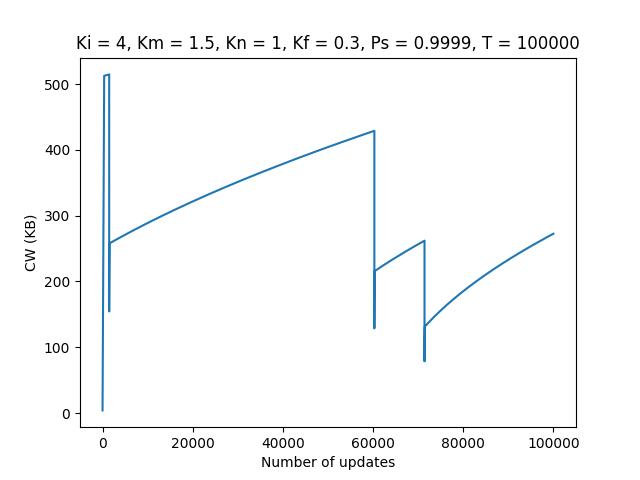 Ki = 4, Km = 1.5, Kn = 1, Kf = 0.3, Ps = 0.9999, T = 100000
500
400
300
200
100
0
CW (KB)
0 20000 40000 60000 80000 100000
Number of updates